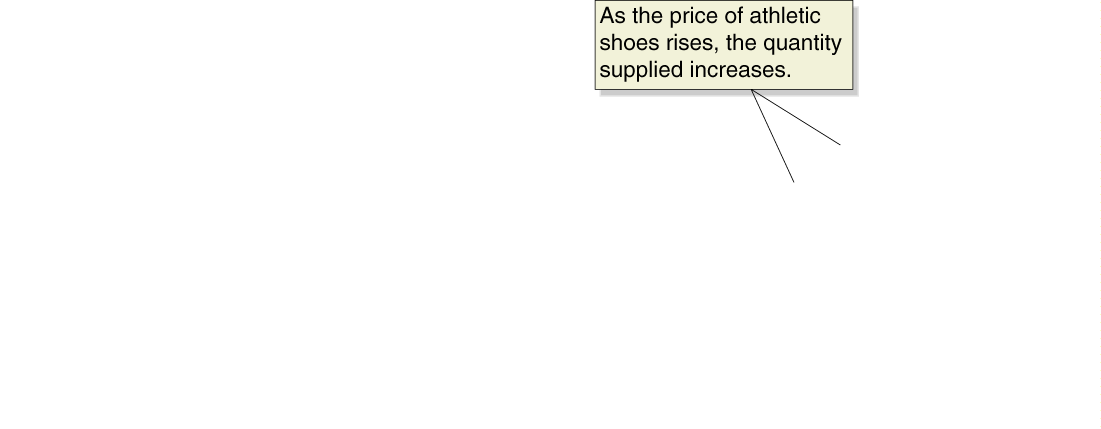 As the price of athletic
shoes rises, the quantity
supplied increases.